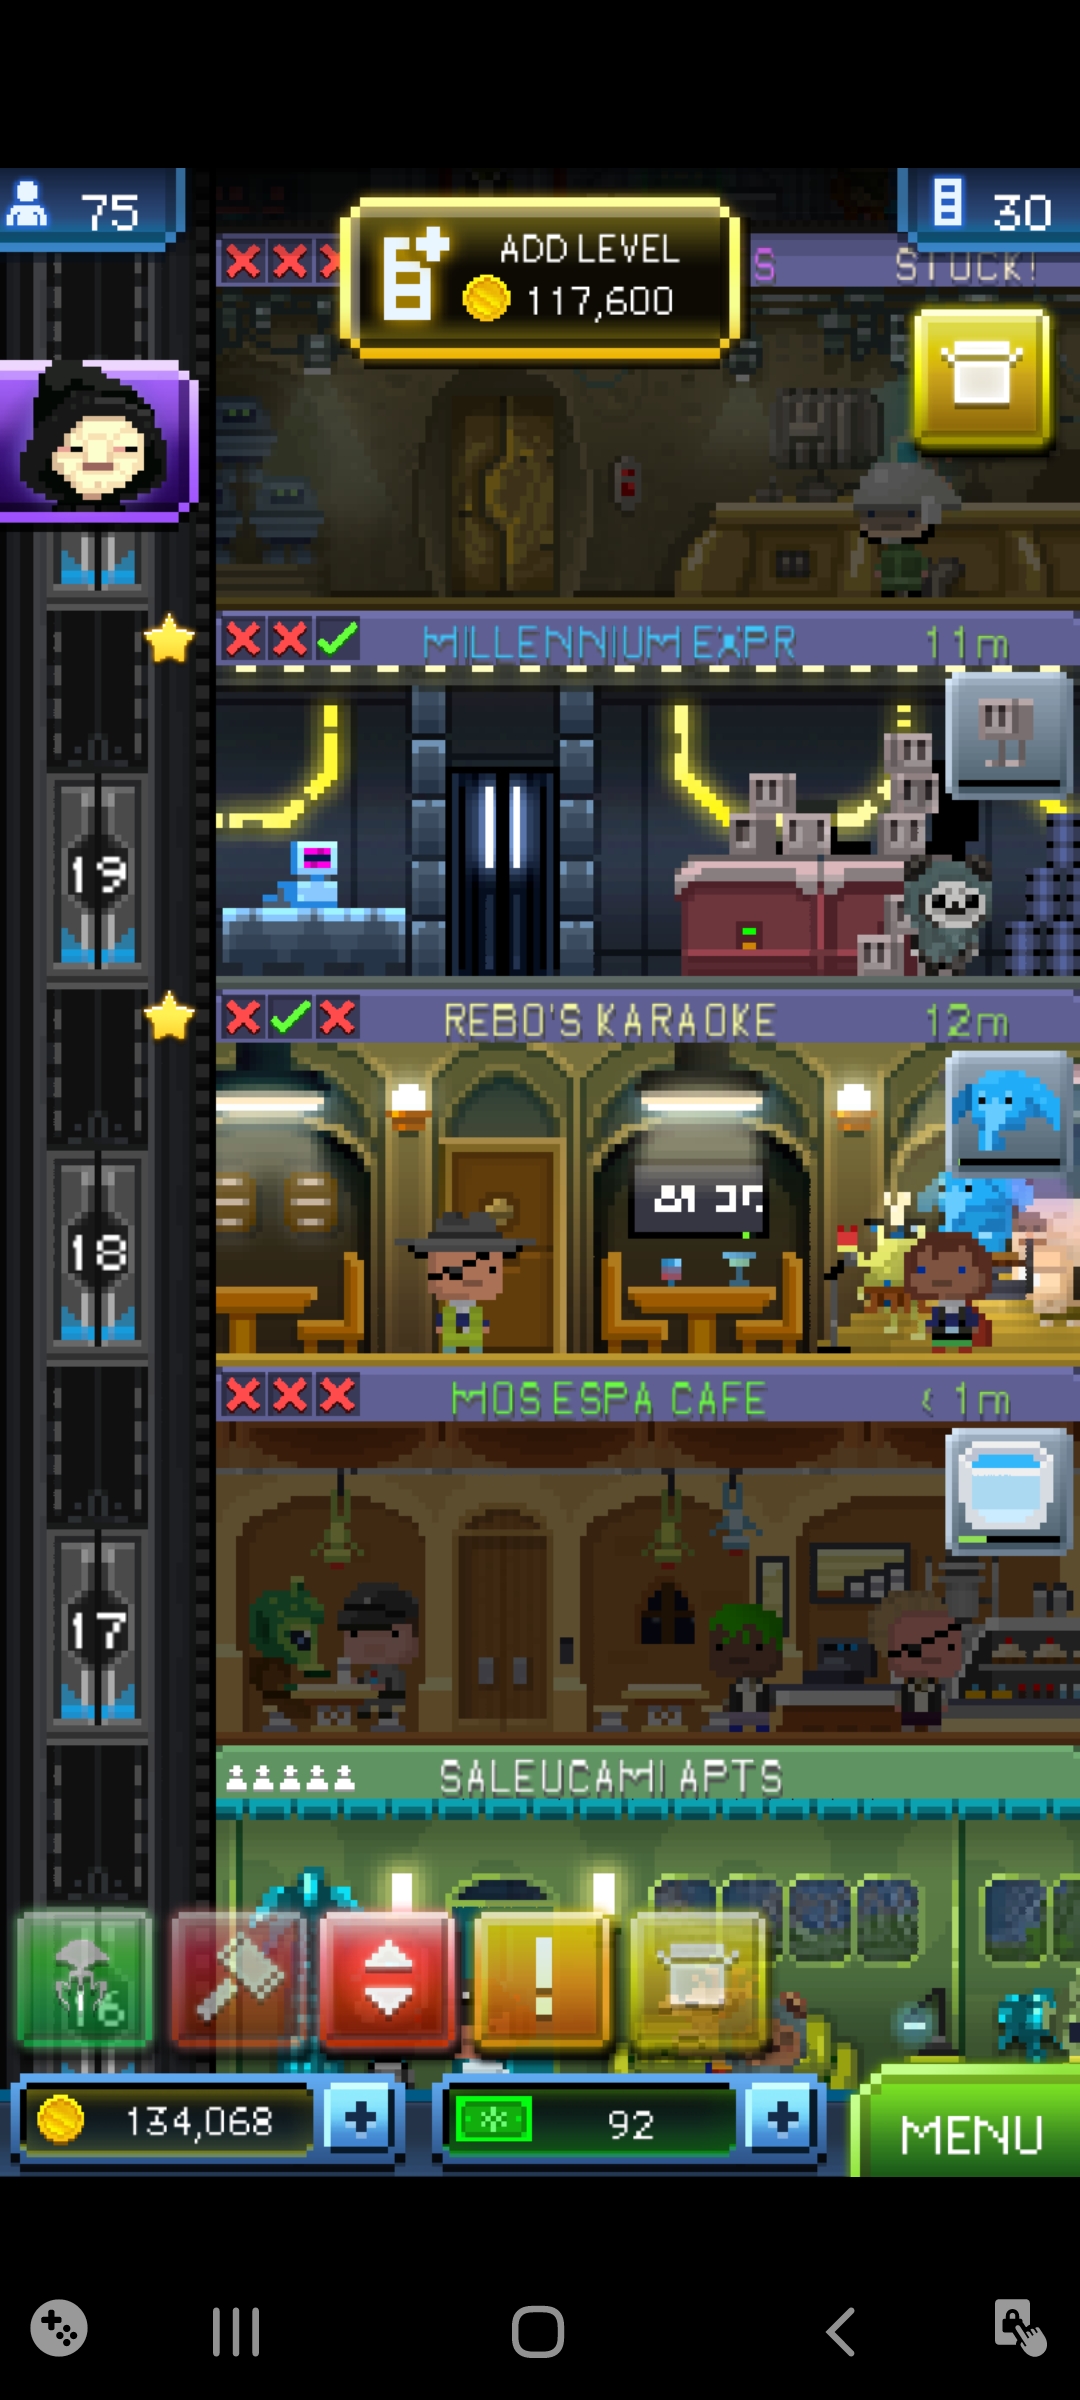 75
ADD LEVEL
117,600
30
S STUCK!
MILLENNIUM EXPR 11m
19
REBO'S KARAOKE 12m
18
MOS ESPA CAFE < 1m
17
SALEUCAMI APTS
16
!
134,068 + 92 + MENU